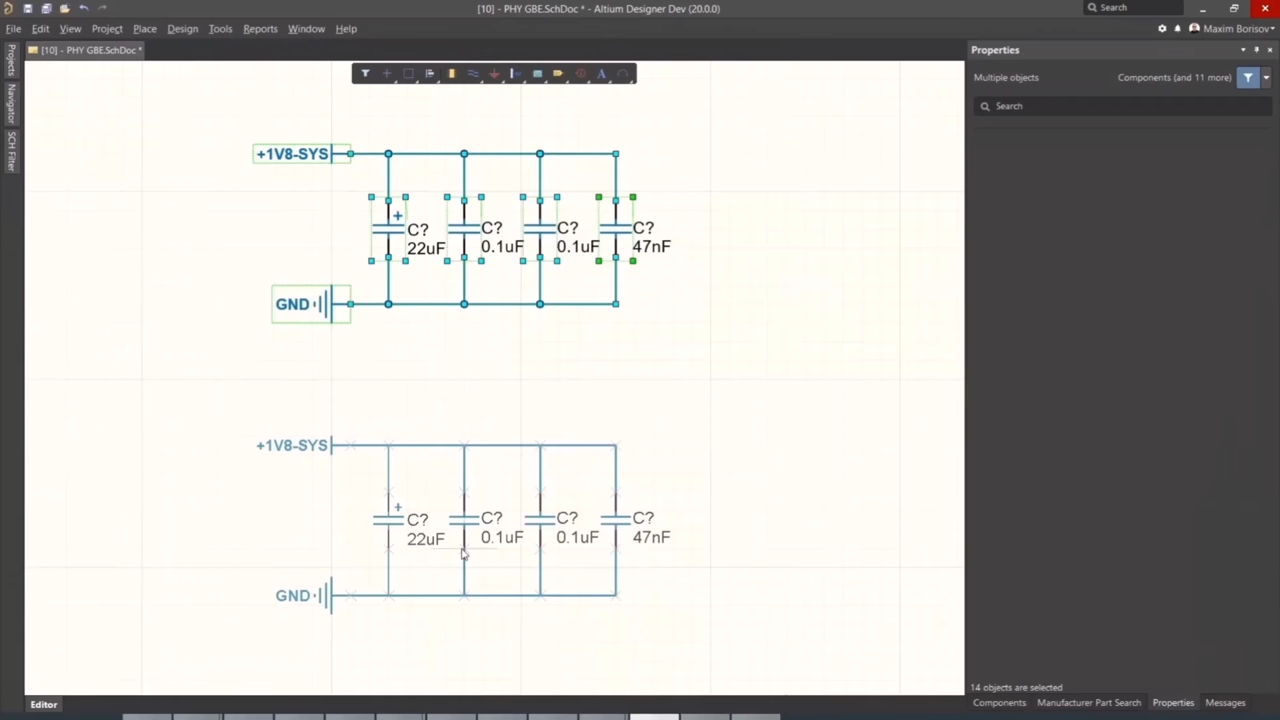 [10] - PHY GBE.SchDoc * - Altium Designer Dev (20.0.0)
Search
File Edit View Project Place Design Tools Reports Window Help
Maxim Borisov
[10] - PHY GBE.SchDoc *
Projects
Navigator
SCH Filter
Properties
Multiple objects
Components (and 11 more)
Search
+1V8-SYS
C? C? C? C?
22uF 0.1uF 0.1uF 47nF
GND
+1V8-SYS
C? C? C? C?
22uF 0.1uF 0.1uF 47nF
GND
14 objects are selected
Editor
Components Manufacturer Part Search Properties Messages